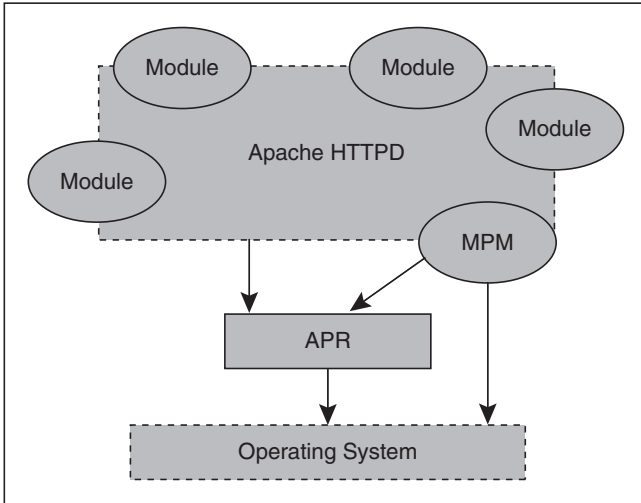 Module
Module
Module
Apache HTTPD
Module
MPM
APR
Operating System